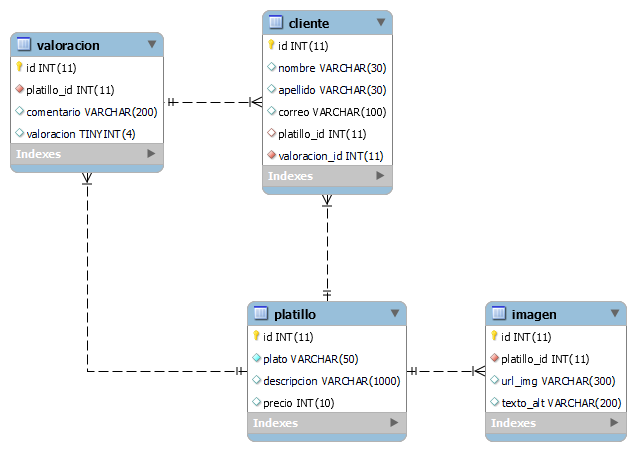 valoracion
id INT(11)
platillo_id INT(11)
comentario VARCHAR(200)
valoracion TINYINT(4)
Indexes
cliente
id INT(11)
nombre VARCHAR(30)
apellido VARCHAR(30)
correo VARCHAR(100)
platillo_id INT(11)
valoracion_id INT(11)
Indexes
platillo
id INT(11)
plato VARCHAR(50)
descripcion VARCHAR(1000)
precio INT(10)
Indexes
imagen
id INT(11)
platillo_id INT(11)
url_img VARCHAR(300)
texto_alt VARCHAR(200)
Indexes